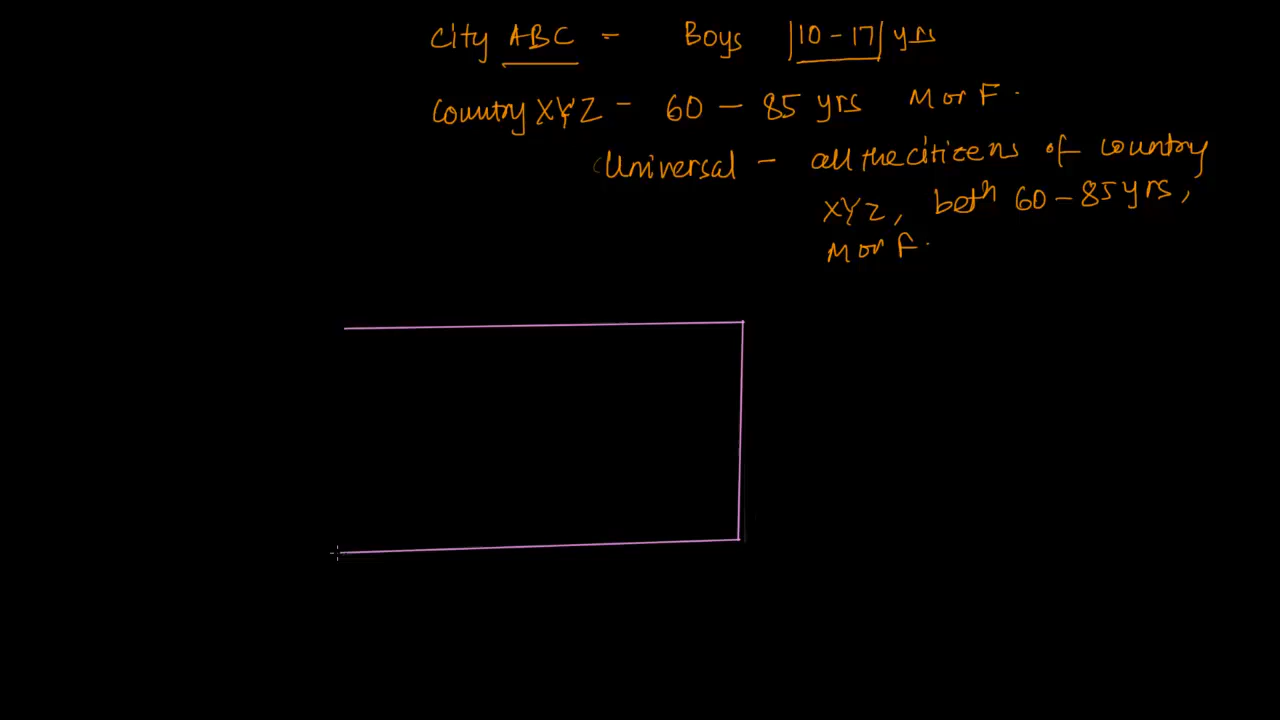 City ABC = Boys |10-17| yrs
Country XYZ - 60 - 85 yrs M or F.
Universal - all the citizens of country
XYZ, both 60-85 yrs,
M or F.